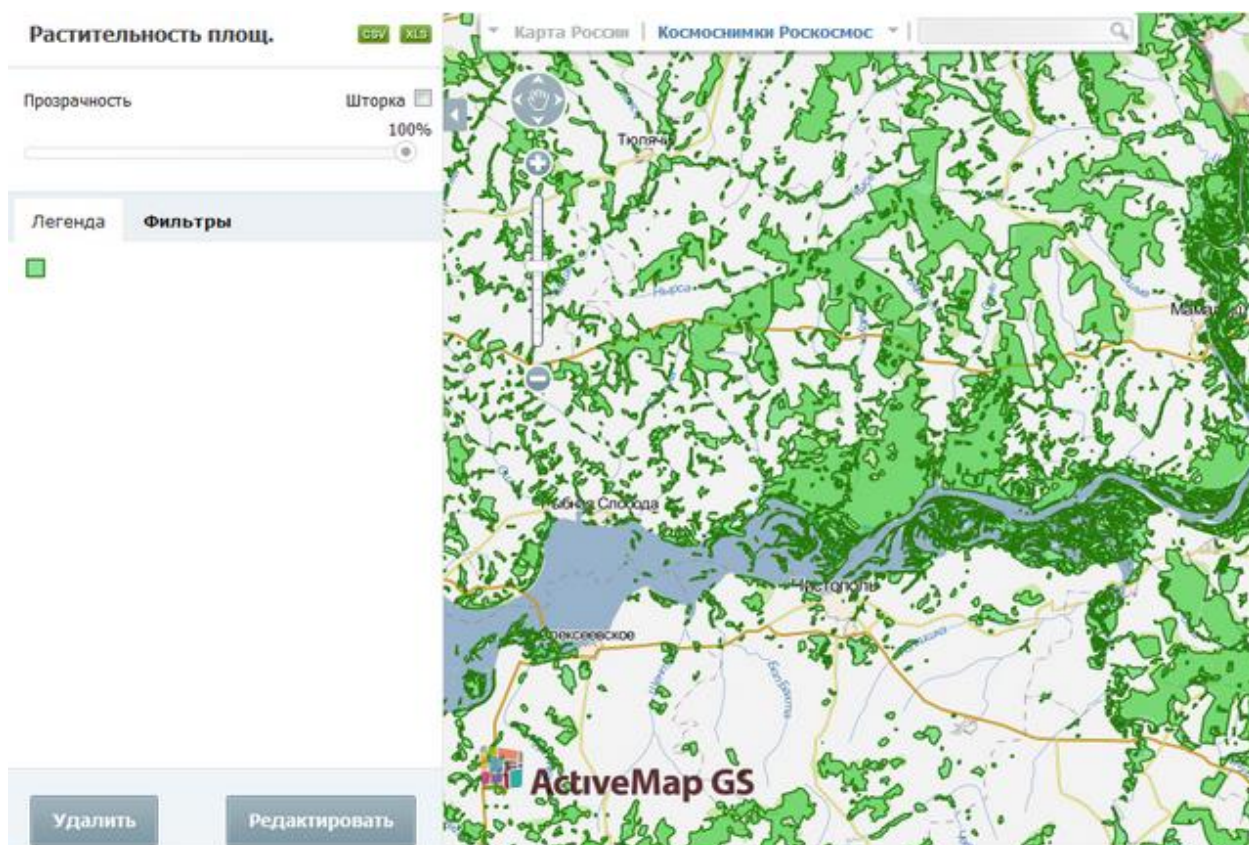 Растительность площ.
CSV XLS
Прозрачность
Шторка
100%
Легенда
Фильтры
Удалить
Редактировать
Карта России | Космоснимки Роскосмос
Тюлячи
Нырса
Рыбная Слобода
Чистополь
Алексеевское
ActiveMap GS